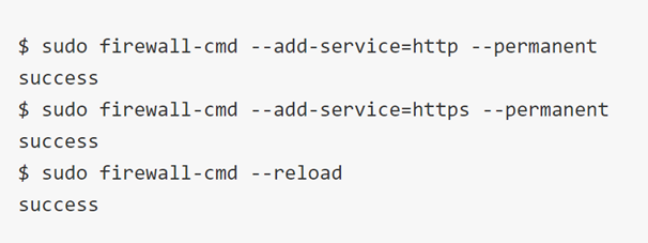 $ sudo firewall-cmd --add-service=http --permanent
success
$ sudo firewall-cmd --add-service=https --permanent
success
$ sudo firewall-cmd --reload
success